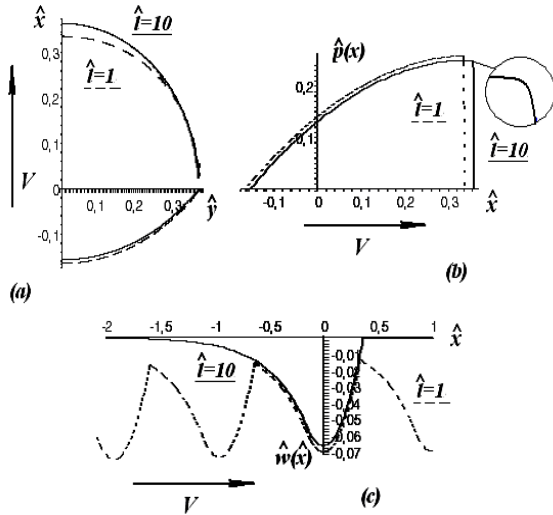 x̂
l̂=10
0,3
l̂=1
0,2
V
0,1
0
0,1 0,2 0,3 ŷ
-0,1
(a)
p̂(x)
0,2
l̂=1
0,1
l̂=10
-0,1 0 0,1 0,2 0,3 x̂
V
(b)
-2 -1,5 -1 -0,5 0 0,5 1 x̂
-0,01
-0,02
-0,03
-0,04
-0,05
-0,06
-0,07
l̂=10
l̂=1
ŵ(x̂)
V
(c)